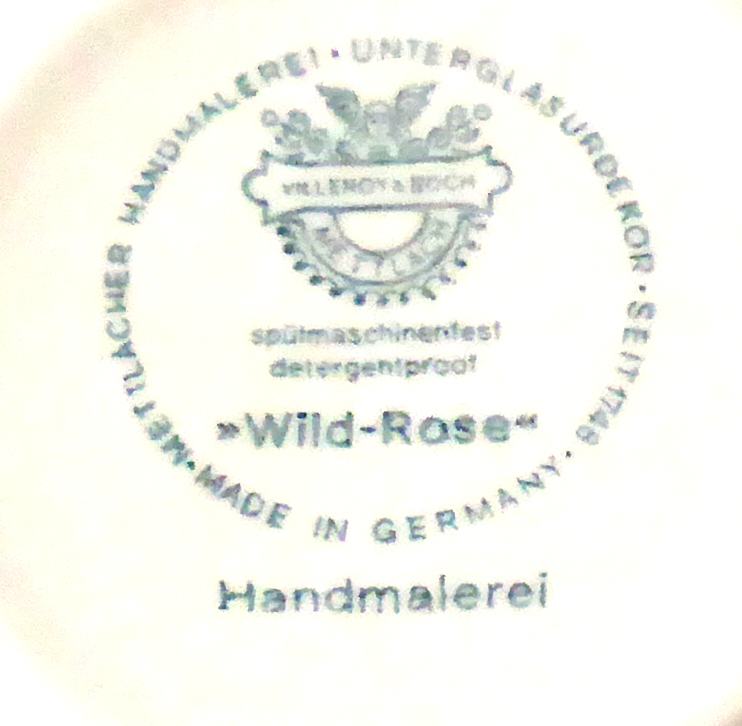 METTLACHER HANDMALEREI · UNTERGLASURDEKOR · SEIT 1748 · MADE IN GERMANY ·
VILLEROY & BOCH
METTLACH
spülmaschinenfest
detergentproof
»Wild-Rose«
Handmalerei